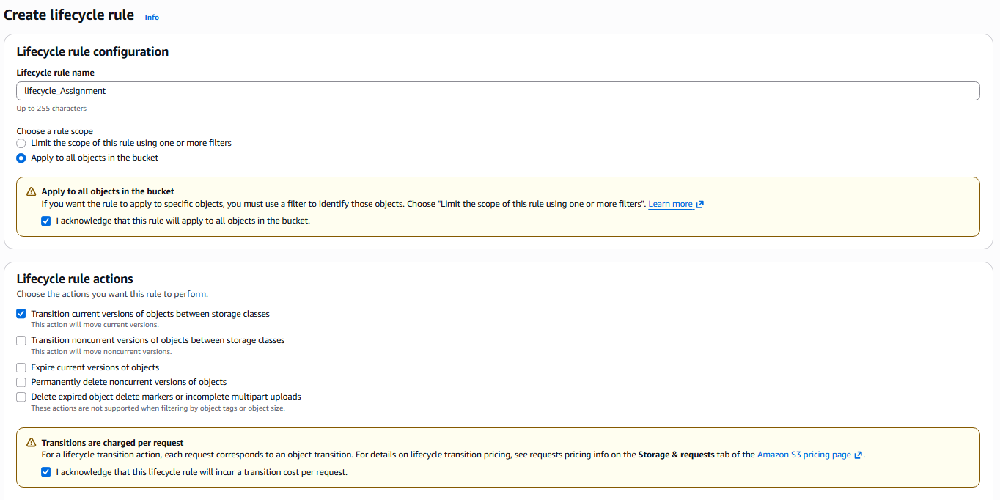 Create lifecycle rule Info
Lifecycle rule configuration
Lifecycle rule name
lifecycle_Assignment
Up to 255 characters
Choose a rule scope
Limit the scope of this rule using one or more filters
Apply to all objects in the bucket
Apply to all objects in the bucket
If you want the rule to apply to specific objects, you must use a filter to identify those objects. Choose "Limit the scope of this rule using one or more filters". Learn more
I acknowledge that this rule will apply to all objects in the bucket.
Lifecycle rule actions
Choose the actions you want this rule to perform.
Transition current versions of objects between storage classes
This action will move current versions.
Transition noncurrent versions of objects between storage classes
This action will move noncurrent versions.
Expire current versions of objects
Permanently delete noncurrent versions of objects
Delete expired object delete markers or incomplete multipart uploads
These actions are not supported when filtering by object tags or object size.
Transitions are charged per request
For a lifecycle transition action, each request corresponds to an object transition. For details on lifecycle transition pricing, see requests pricing info on the Storage & requests tab of the Amazon S3 pricing page.
I acknowledge that this lifecycle rule will incur a transition cost per request.